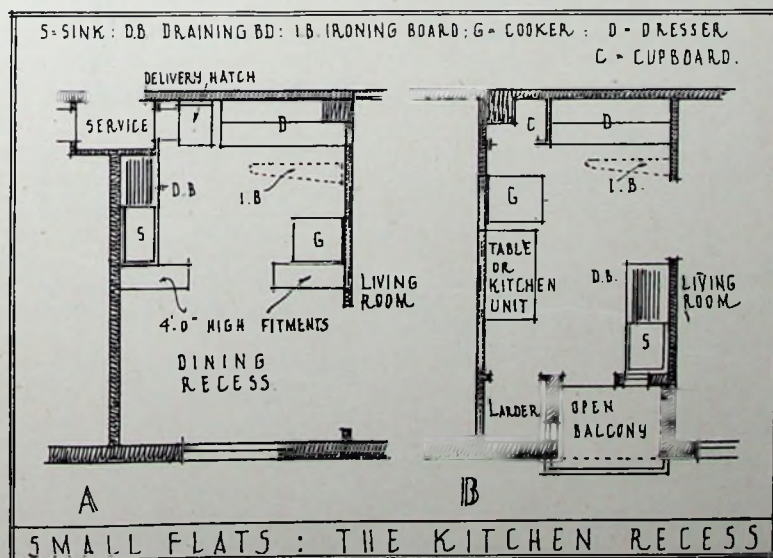 S=SINK: D.B. DRAINING BD: I.B. IRONING BOARD; G= COOKER: D= DRESSER
C= CUPBOARD.
DELIVERY HATCH
SERVICE
D
D.B
I.B
S
G
LIVING
ROOM
4'.0" HIGH FITMENTS
DINING
RECESS
A
C
D
I.B.
G
TABLE
OR
KITCHEN
UNIT
D.B.
LIVING
ROOM
S
LARDER
OPEN
BALCONY
B
SMALL FLATS: THE KITCHEN RECESS